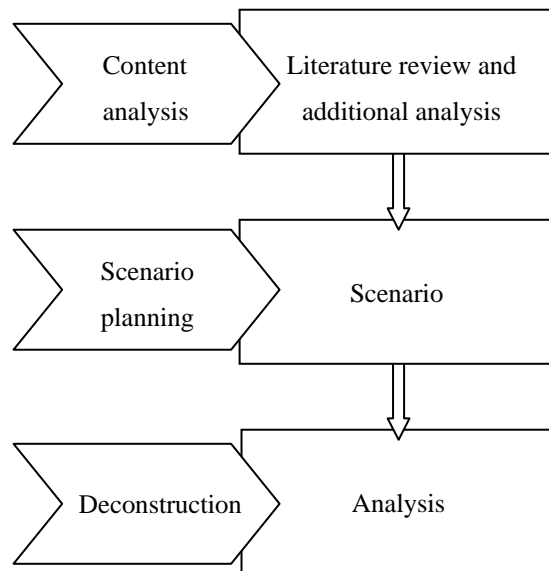 Content
analysis
Literature review and
additional analysis
Scenario
planning
Scenario
Deconstruction
Analysis